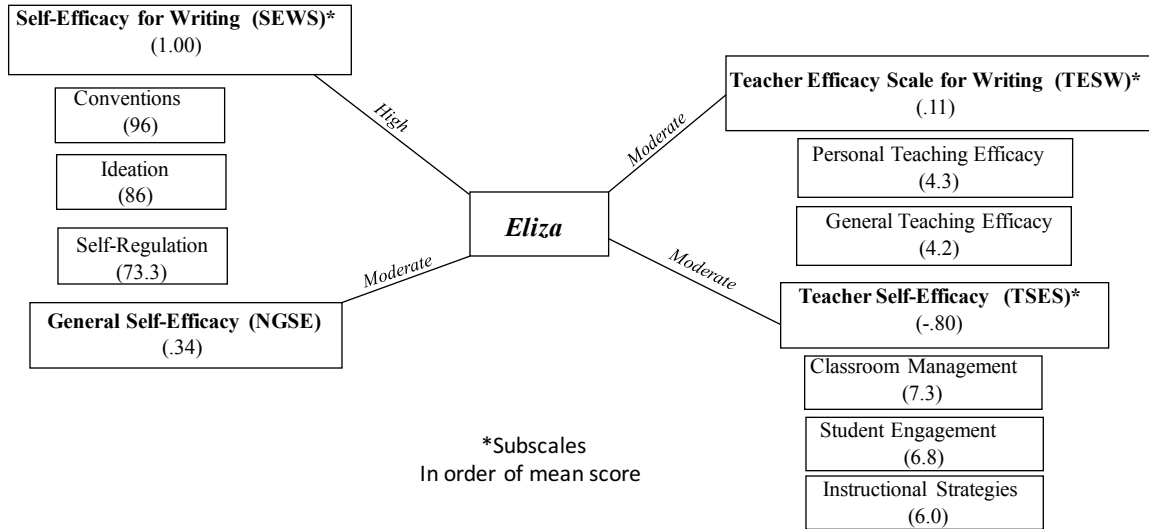 Self-Efficacy for Writing (SEWS)*
(1.00)
Conventions
(96)
Ideation
(86)
Self-Regulation
(73.3)
General Self-Efficacy (NGSE)
(.34)
High
Moderate
Eliza
Moderate
Moderate
Teacher Efficacy Scale for Writing (TESW)*
(.11)
Personal Teaching Efficacy
(4.3)
General Teaching Efficacy
(4.2)
Teacher Self-Efficacy (TSES)*
(-.80)
Classroom Management
(7.3)
Student Engagement
(6.8)
Instructional Strategies
(6.0)
*Subscales
In order of mean score